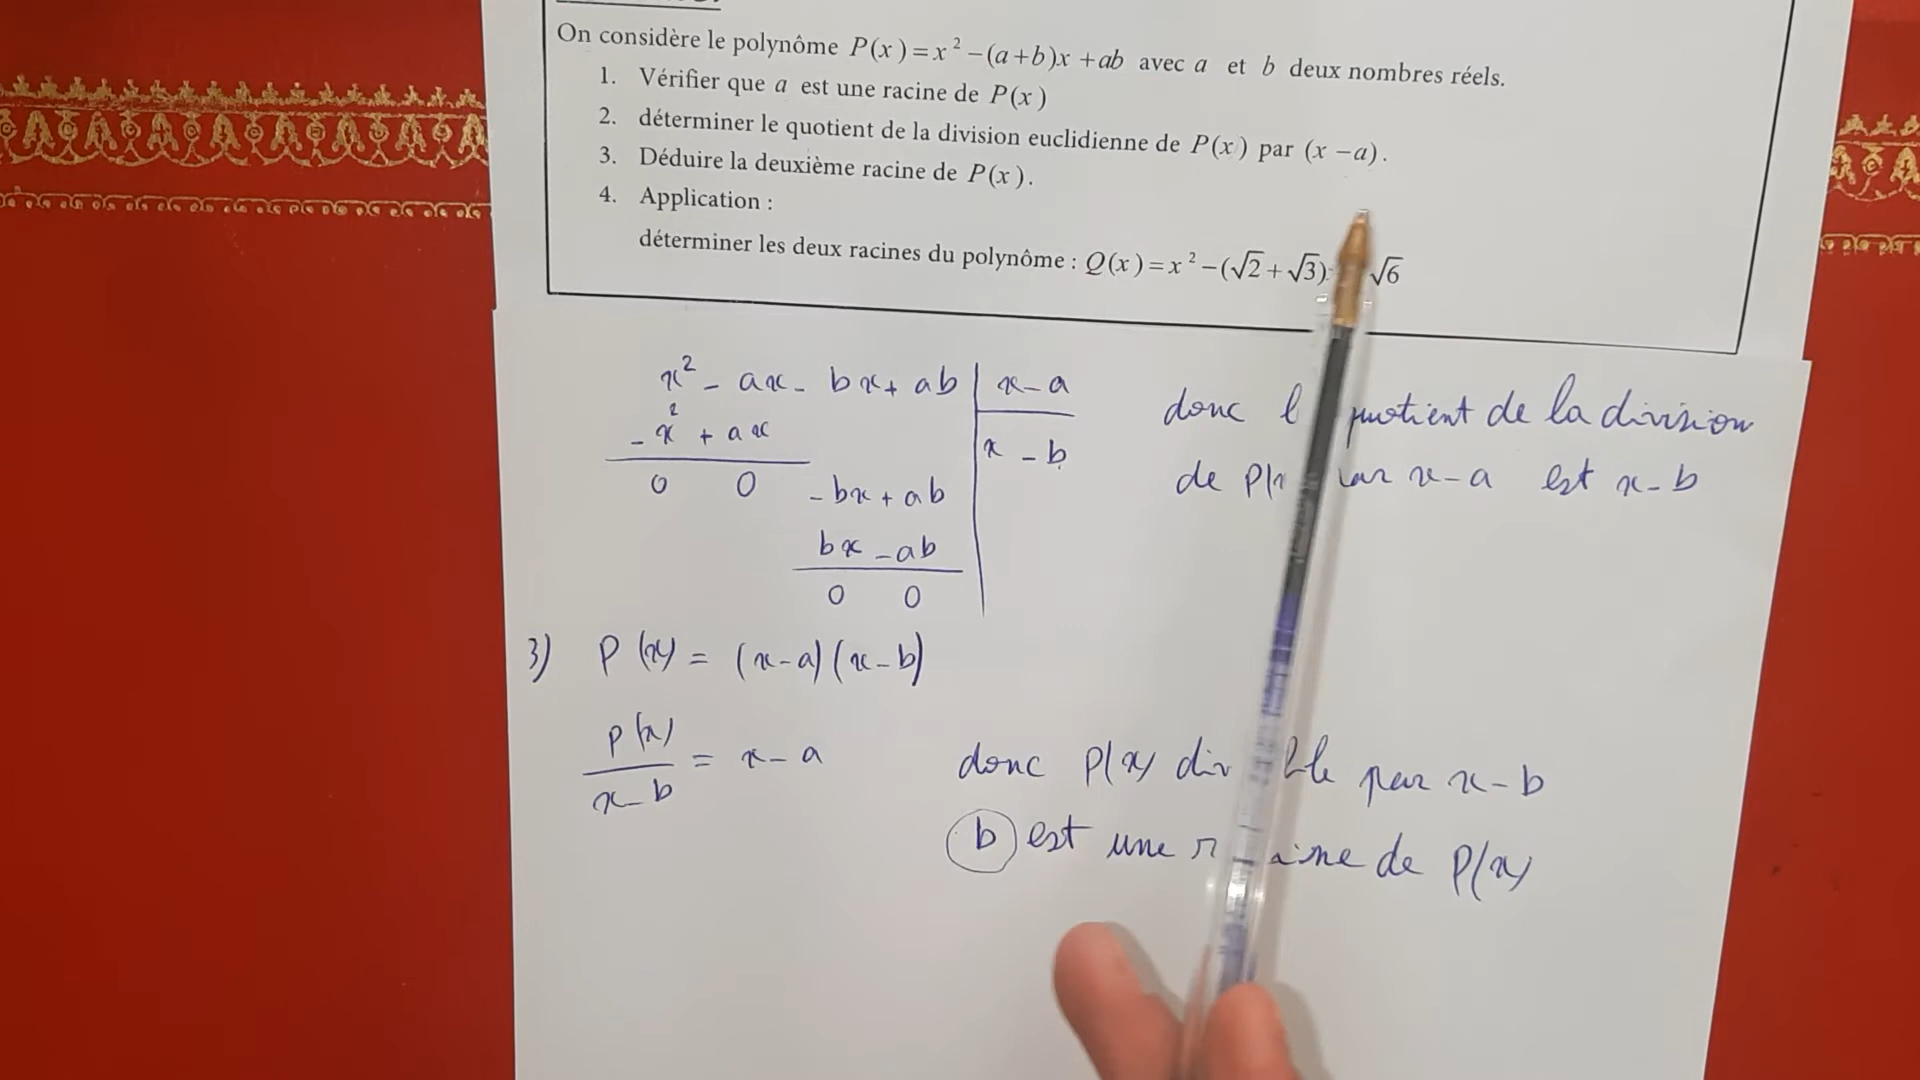 On considère le polynôme P(x)=x²-(a+b)x+ab avec a et b deux nombres réels.
1. Vérifier que a est une racine de P(x)
2. déterminer le quotient de la division euclidienne de P(x) par (x-a).
3. Déduire la deuxième racine de P(x).
4. Application :
déterminer les deux racines du polynôme : Q(x)=x²-(√2+√3) √6
x² - ax - bx + ab | x - a
- x² + ax
x - b
0 0
- bx + ab
bx - ab
0 0
donc quotient de la division
de x - a est x - b
3) P(x) = (x-a)(x-b)
P(x)
= x - a
x - b
donc P(x) par x - b
b est une de P(x)